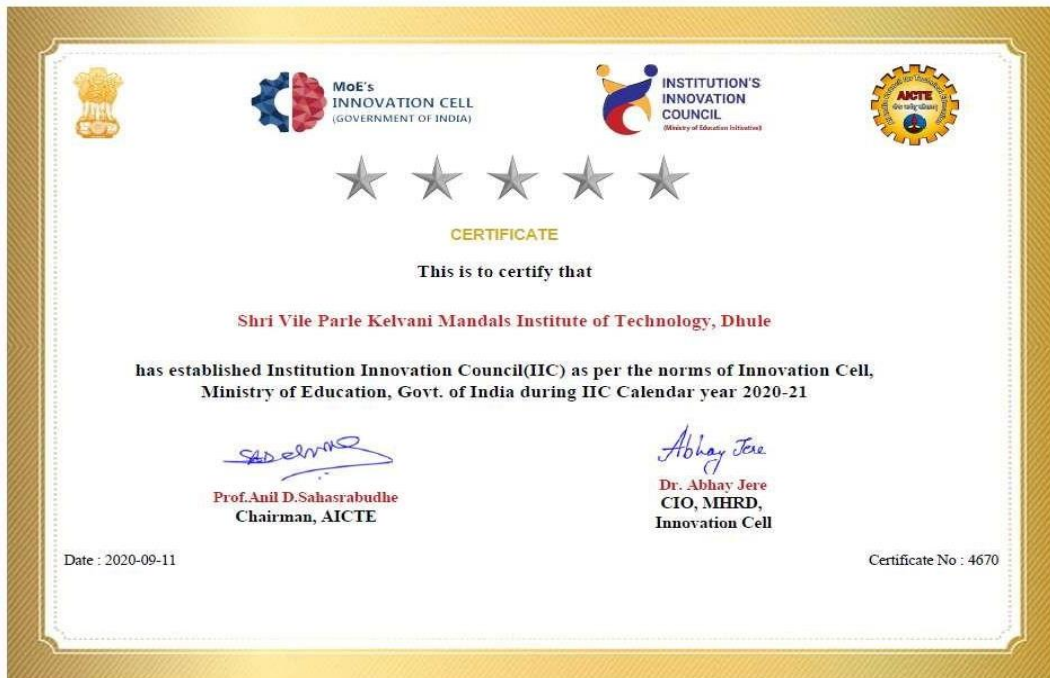 MoE's
INNOVATION CELL
(GOVERNMENT OF INDIA)
INSTITUTION'S
INNOVATION
COUNCIL
(Ministry of Education Initiative)
AICTE
CERTIFICATE
This is to certify that
Shri Vile Parle Kelvani Mandals Institute of Technology, Dhule
has established Institution Innovation Council(IIC) as per the norms of Innovation Cell,
Ministry of Education, Govt. of India during IIC Calendar year 2020-21
Abhay Jere
Prof.Anil D.Sahasrabudhe
Chairman, AICTE
Dr. Abhay Jere
CIO, MHRD,
Innovation Cell
Date : 2020-09-11
Certificate No : 4670